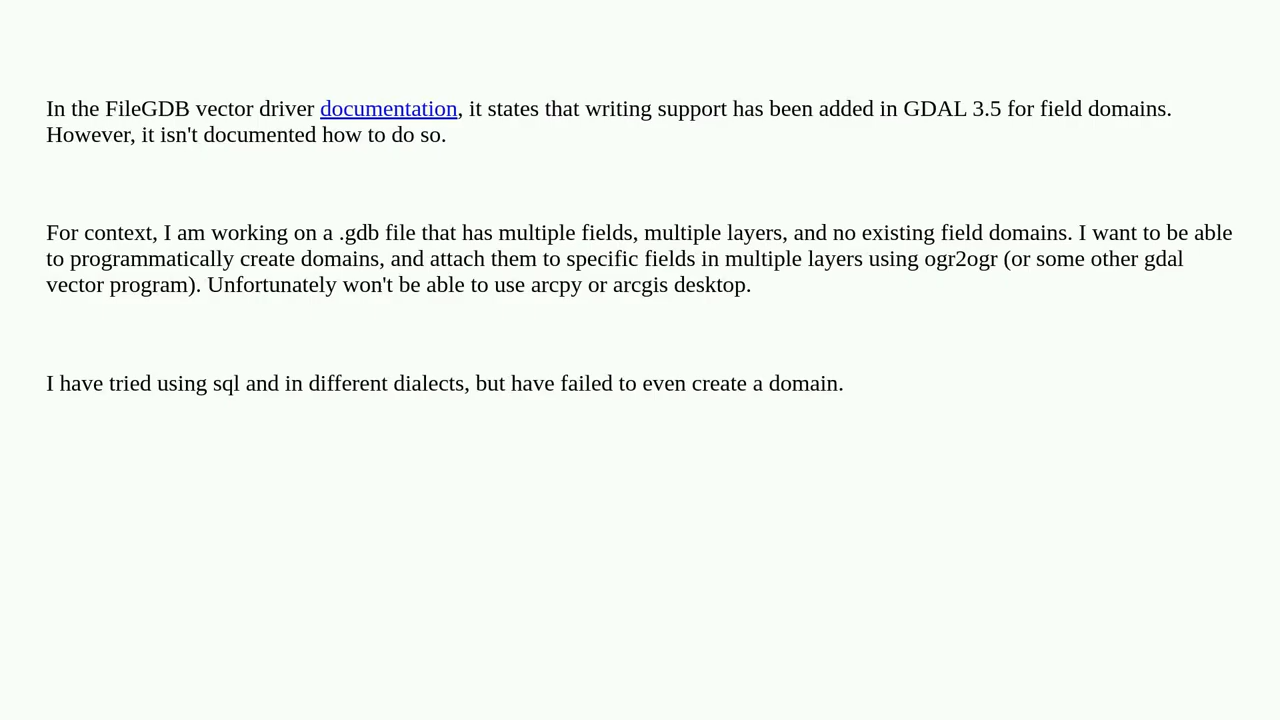 In the FileGDB vector driver documentation, it states that writing support has been added in GDAL 3.5 for field domains.
However, it isn't documented how to do so.
For context, I am working on a .gdb file that has multiple fields, multiple layers, and no existing field domains. I want to be able
to programmatically create domains, and attach them to specific fields in multiple layers using ogr2ogr (or some other gdal
vector program). Unfortunately won't be able to use arcpy or arcgis desktop.
I have tried using sql and in different dialects, but have failed to even create a domain.